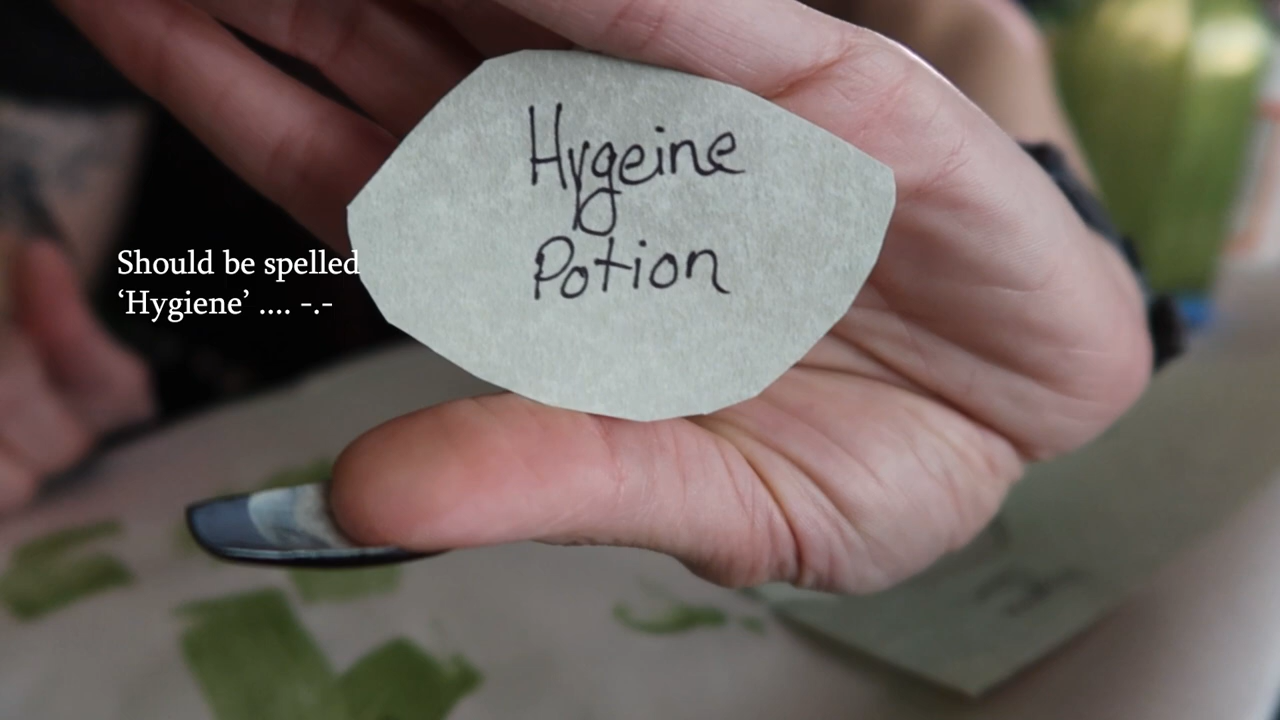 Hygeine
Potion
Should be spelled
‘Hygiene’ .... -.-